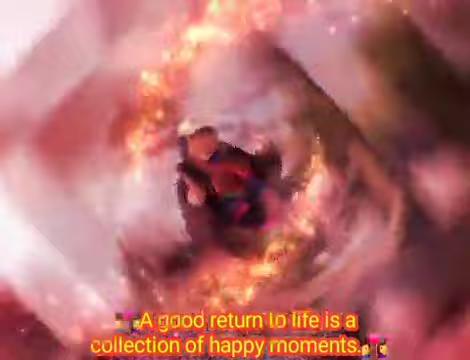 A good return to life is a
collection of happy moments.